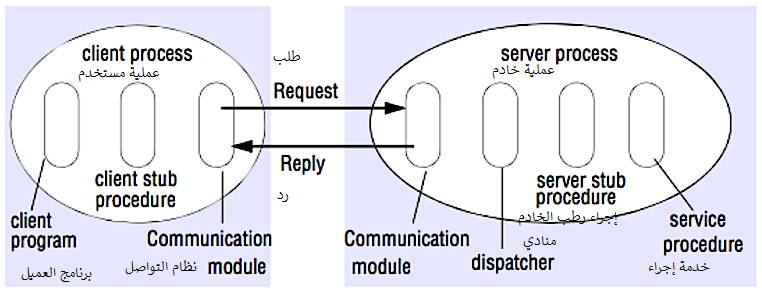 client process
عملية مستخدم
طلب
Request
server process
عملية خادم
Reply
رد
client stub
procedure
client
program
برنامج العميل
Communication
module
نظام التواصل
Communication
module
server stub
procedure
إجراء رطب الخادم
منادي
dispatcher
service
procedure
خدمة إجراء